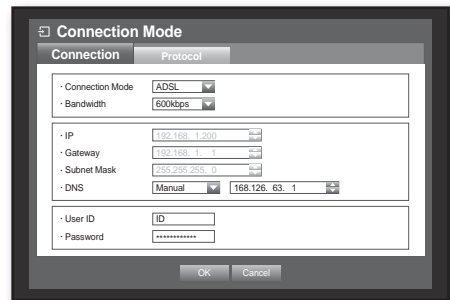 Connection Mode
Connection Protocol
· Connection Mode ADSL
· Bandwidth 600kbps
· IP 192.168. 1.200
· Gateway 192.168. 1. 1
· Subnet Mask 255.255.255. 0
· DNS Manual 168.126. 63. 1
· User ID ID
· Password ************
OK Cancel